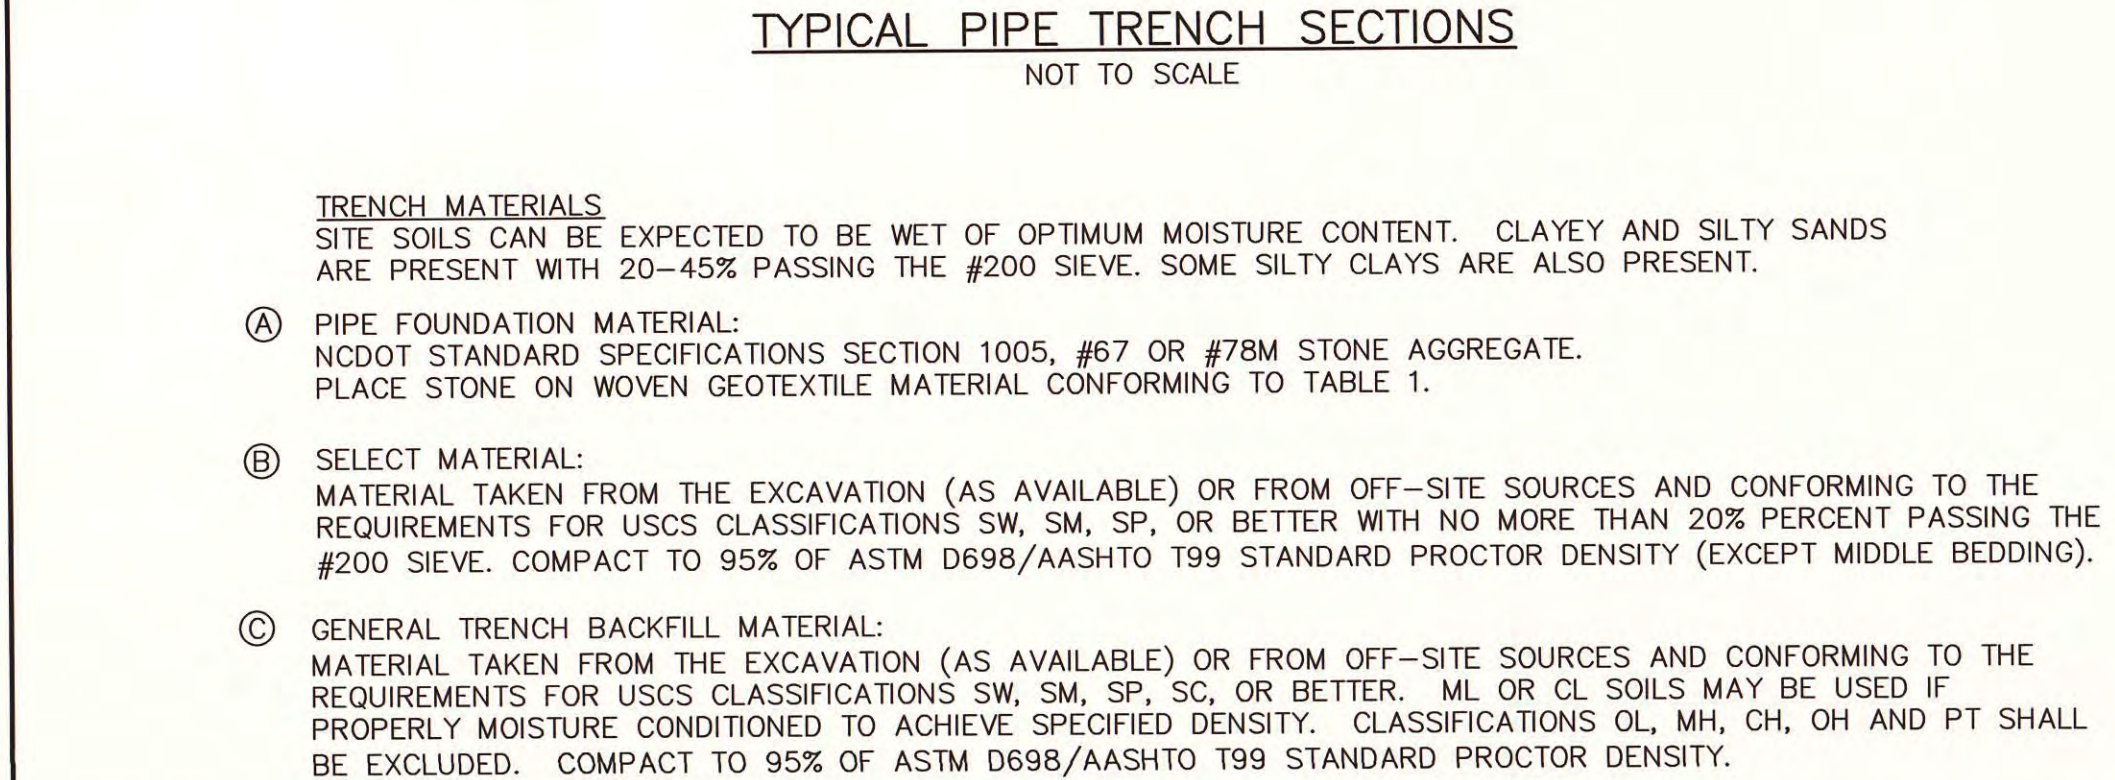 TYPICAL PIPE TRENCH SECTIONS
NOT TO SCALE
TRENCH MATERIALS
SITE SOILS CAN BE EXPECTED TO BE WET OF OPTIMUM MOISTURE CONTENT. CLAYEY AND SILTY SANDS
ARE PRESENT WITH 20-45% PASSING THE #200 SIEVE. SOME SILTY CLAYS ARE ALSO PRESENT.
Ⓐ PIPE FOUNDATION MATERIAL:
NCDOT STANDARD SPECIFICATIONS SECTION 1005, #67 OR #78M STONE AGGREGATE.
PLACE STONE ON WOVEN GEOTEXTILE MATERIAL CONFORMING TO TABLE 1.
Ⓑ SELECT MATERIAL:
MATERIAL TAKEN FROM THE EXCAVATION (AS AVAILABLE) OR FROM OFF-SITE SOURCES AND CONFORMING TO THE
REQUIREMENTS FOR USCS CLASSIFICATIONS SW, SM, SP, OR BETTER WITH NO MORE THAN 20% PERCENT PASSING THE
#200 SIEVE. COMPACT TO 95% OF ASTM D698/AASHTO T99 STANDARD PROCTOR DENSITY (EXCEPT MIDDLE BEDDING).
Ⓒ GENERAL TRENCH BACKFILL MATERIAL:
MATERIAL TAKEN FROM THE EXCAVATION (AS AVAILABLE) OR FROM OFF-SITE SOURCES AND CONFORMING TO THE
REQUIREMENTS FOR USCS CLASSIFICATIONS SW, SM, SP, SC, OR BETTER. ML OR CL SOILS MAY BE USED IF
PROPERLY MOISTURE CONDITIONED TO ACHIEVE SPECIFIED DENSITY. CLASSIFICATIONS OL, MH, CH, OH AND PT SHALL
BE EXCLUDED. COMPACT TO 95% OF ASTM D698/AASHTO T99 STANDARD PROCTOR DENSITY.